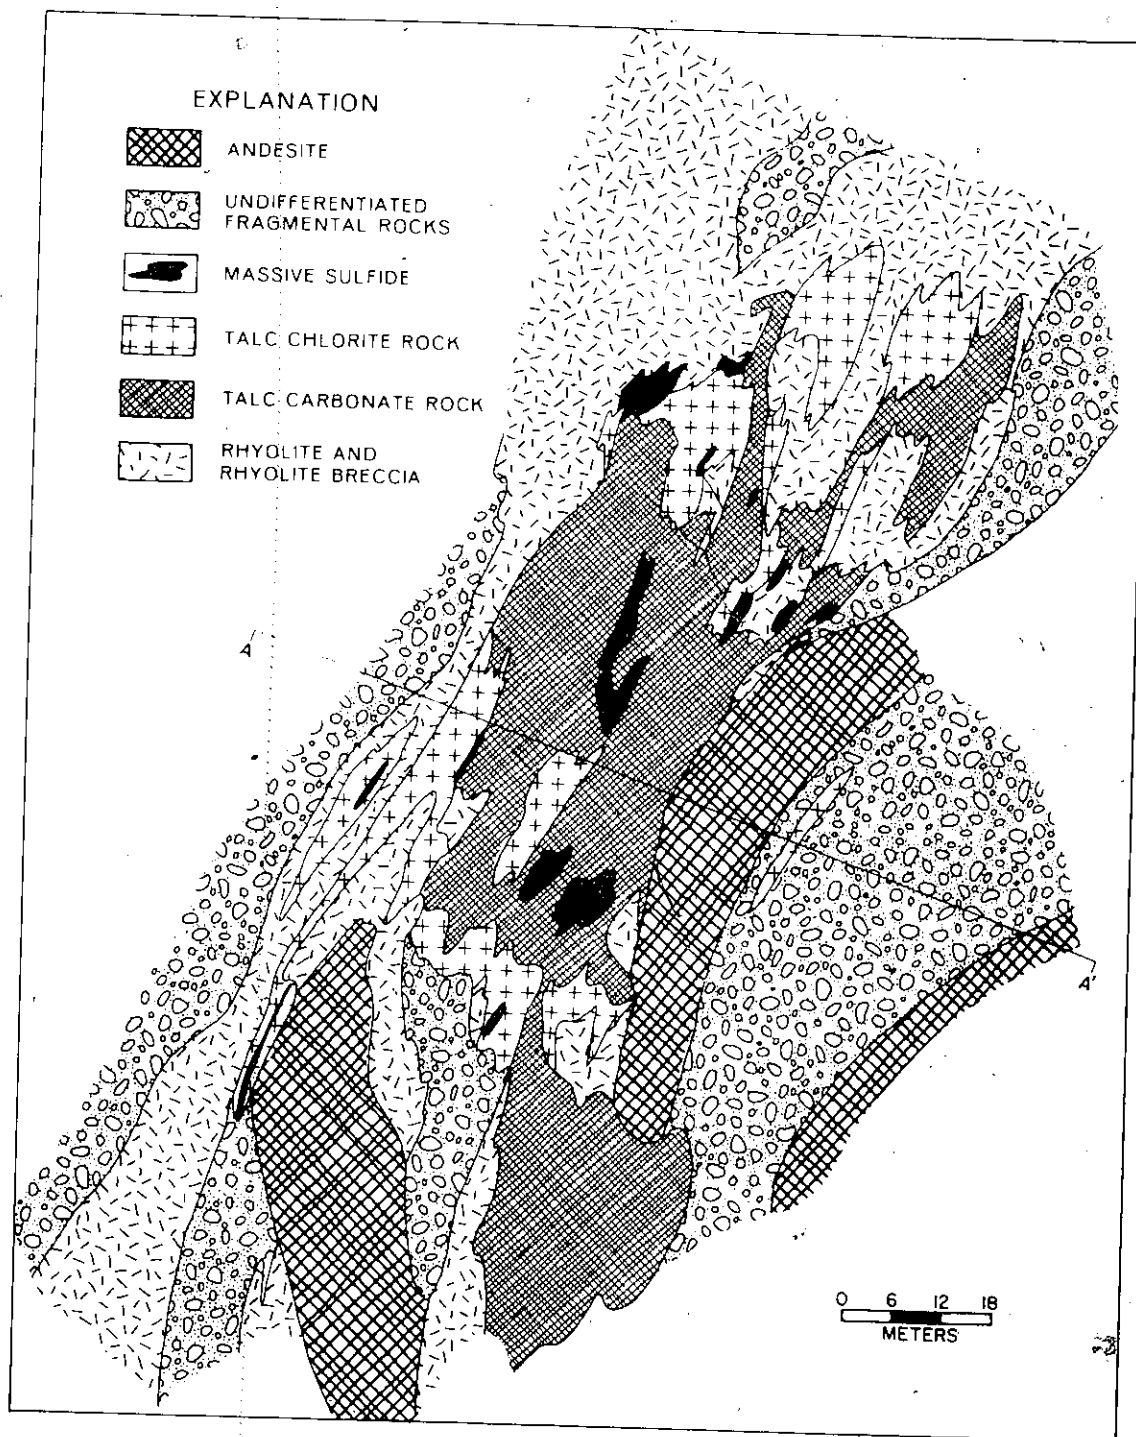 EXPLANATION
ANDESITE
UNDIFFERENTIATED
FRAGMENTAL ROCKS
MASSIVE SULFIDE
TALC CHLORITE ROCK
TALC CARBONATE ROCK
RHYOLITE AND
RHYOLITE BRECCIA
A
A'
0 6 12 18
METERS